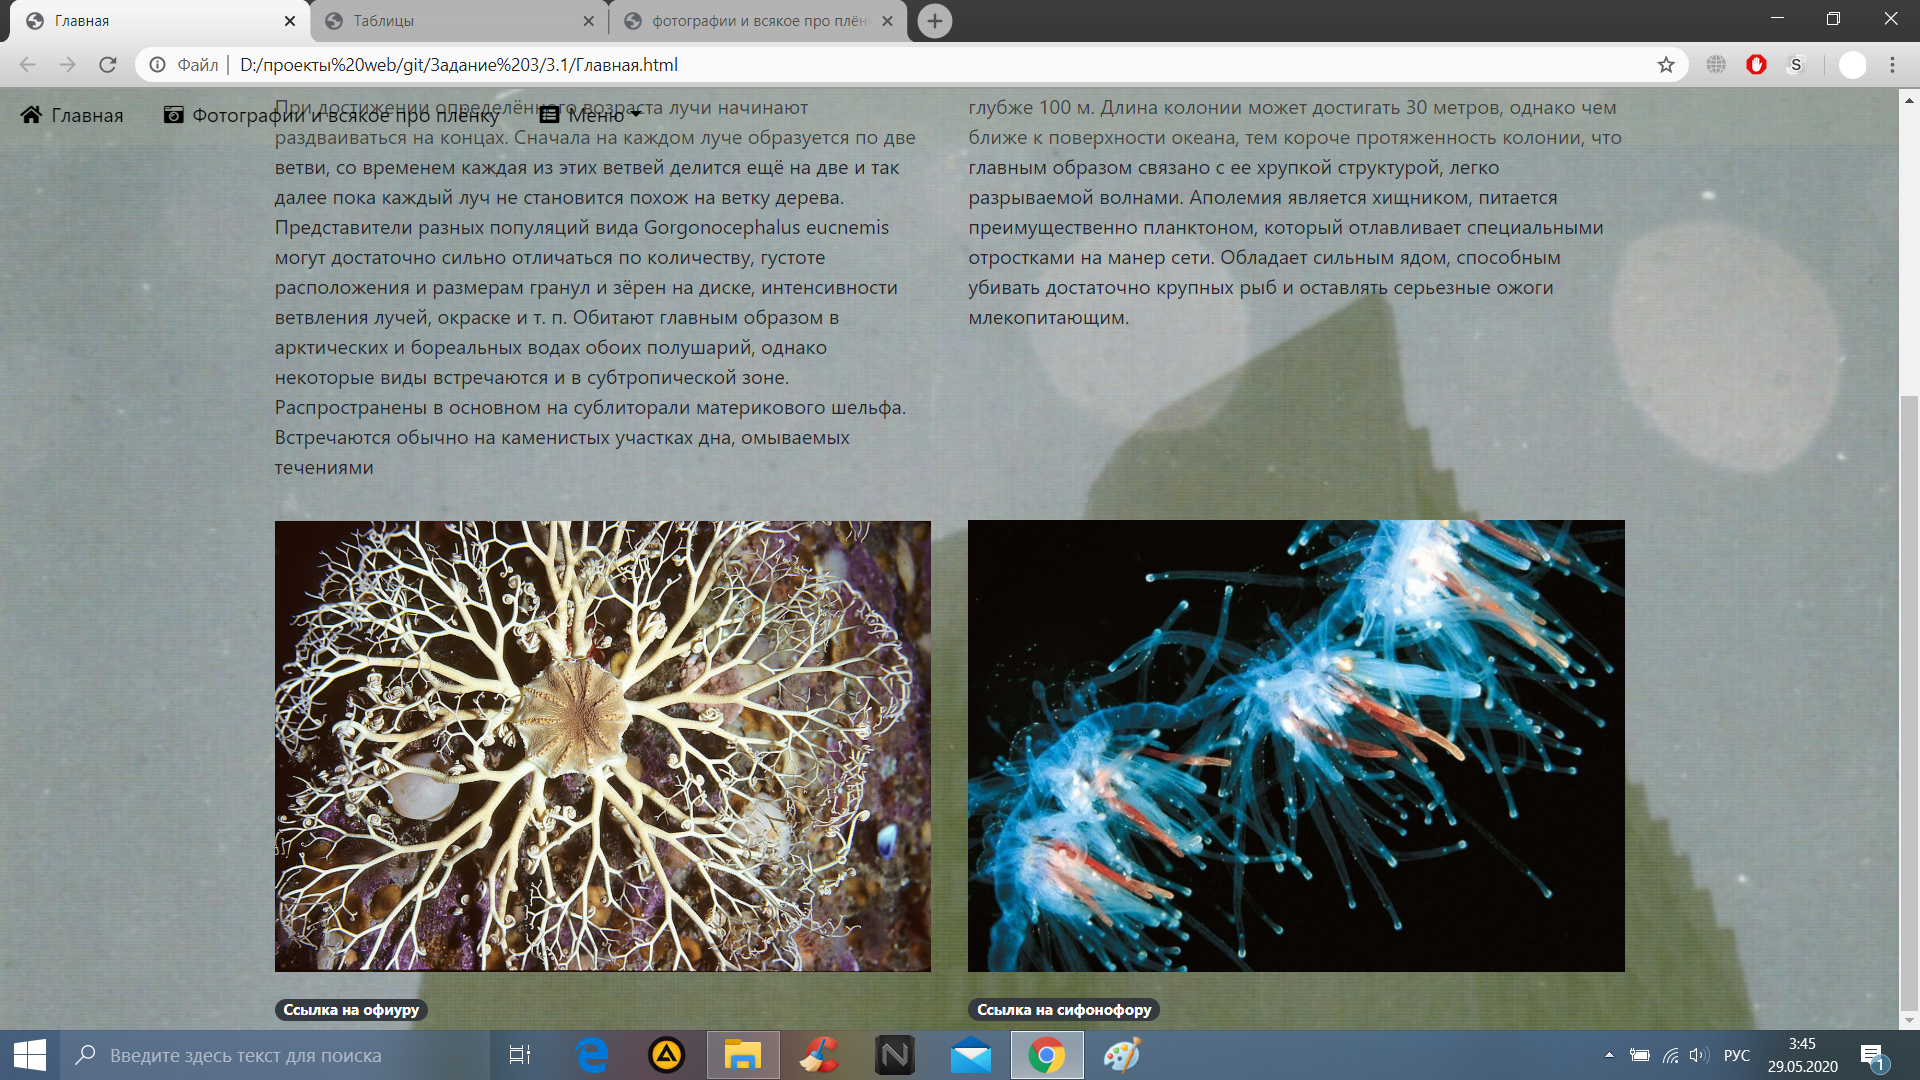 Главная
Таблицы
фотографии и всякое про плён
Файл
D:/проекты%20web/git/Задание%203/3.1/Главная.html
S
Главная
Фотографии и всякое про плёнку
Меню
При достижении определённого возраста лучи начинают
раздваиваться на концах. Сначала на каждом луче образуется по две
ветви, со временем каждая из этих ветвей делится ещё на две и так
далее пока каждый луч не становится похож на ветку дерева.
Представители разных популяций вида Gorgonocephalus eucnemis
могут достаточно сильно отличаться по количеству, густоте
расположения и размерам гранул и зёрен на диске, интенсивности
ветвления лучей, окраске и т. п. Обитают главным образом в
арктических и бореальных водах обоих полушарий, однако
некоторые виды встречаются и в субтропической зоне.
Распространены в основном на сублиторали материкового шельфа.
Встречаются обычно на каменистых участках дна, омываемых
течениями
глубже 100 м. Длина колонии может достигать 30 метров, однако чем
ближе к поверхности океана, тем короче протяженность колонии, что
главным образом связано с ее хрупкой структурой, легко
разрываемой волнами. Аполемия является хищником, питается
преимущественно планктоном, который отлавливает специальными
отростками на манер сети. Обладает сильным ядом, способным
убивать достаточно крупных рыб и оставлять серьезные ожоги
млекопитающим.
Ссылка на офиуру
Ссылка на сифонофору
Введите здесь текст для поиска
РУС
3:45
29.05.2020
1